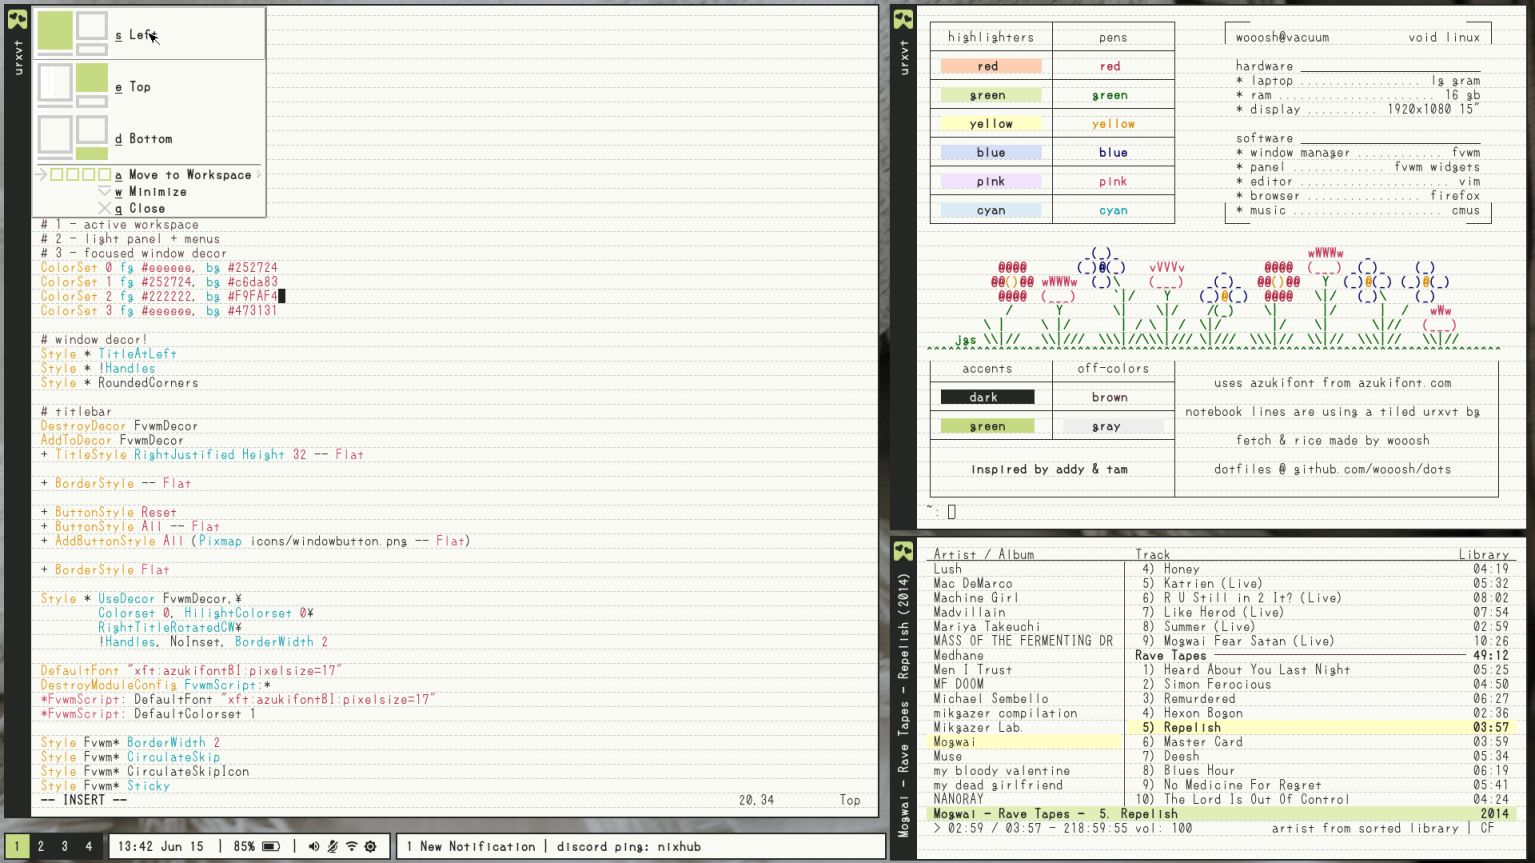 urxvt
s Left
e Top
d Bottom
a Move to Workspace
w Minimize
q Close
# 1 - active workspace
# 2 - light panel + menus
# 3 - focused window decor
ColorSet 0 fg #eeeeee, bg #252724
ColorSet 1 fg #252724, bg #c6da83
ColorSet 2 fg #222222, bg #F9FAF4
ColorSet 3 fg #eeeeee, bg #473131
# window decor!
Style * TitleAtLeft
Style * !Handles
Style * RoundedCorners
# titlebar
DestroyDecor FvwmDecor
AddToDecor FvwmDecor
+ TitleStyle RightJustified Height 32 -- Flat
+ BorderStyle -- Flat
+ ButtonStyle Reset
+ ButtonStyle All -- Flat
+ AddButtonStyle All (Pixmap icons/windowbutton.png -- Flat)
+ BorderStyle Flat
Style * UseDecor FvwmDecor,¥
Colorset 0, HilightColorset 0¥
RightTitleRotatedCW¥
!Handles, NoInset, BorderWidth 2
DefaultFont "xft:azukifontBI:pixelsize=17"
DestroyModuleConfig FvwmScript:*
*FvwmScript: DefaultFont "xft:azukifontBI:pixelsize=17"
*FvwmScript: DefaultColorset 1
Style Fvwm* BorderWidth 2
Style Fvwm* CirculateSkip
Style Fvwm* CirculateSkipIcon
Style Fvwm* Sticky
-- INSERT -- 20,34 Top
1 2 3 4
13:42 Jun 15 | 85%
1 New Notification | discord ping: nixhub
urxvt
highlighters pens
red red
green green
yellow yellow
blue blue
pink pink
cyan cyan
wooosh@vacuum void linux
hardware
* laptop .................. lg gram
* ram ....................... 16 gb
* display ............. 1920x1080 15"
software
* window manager ............ fvwm
* panel ............. fvwm widgets
* editor ..................... vim
* browser ................ firefox
* music ..................... cmus
jgs
accents off-colors
dark brown
green gray
Inspired by addy & tam
uses azukifont from azukifont.com
notebook lines are using a tiled urxvt bg
fetch & rice made by wooosh
dotfiles @ github.com/wooosh/dots
~:
Mogwai - Rave Tapes - Repelish (2014)
Artist / Album Track Library
Lush 4) Honey 04:19
Mac DeMarco 5) Katrien (Live) 05:32
Machine Girl 6) R U Still in 2 It? (Live) 08:02
Madvillain 7) Like Herod (Live) 07:54
Mariya Takeuchi 8) Summer (Live) 02:59
MASS OF THE FERMENTING DR 9) Mogwai Fear Satan (Live) 10:26
Medhane Rave Tapes 49:12
Men I Trust 1) Heard About You Last Night 05:25
MF DOOM 2) Simon Ferocious 04:50
Michael Sembello 3) Remurdered 06:27
mikgazer compilation 4) Hexon Bogon 02:36
Mikgazer Lab. 5) Repelish 03:57
Mogwai 6) Master Card 03:59
Muse 7) Deesh 05:34
my bloody valentine 8) Blues Hour 06:19
my dead girlfriend 9) No Medicine For Regret 05:41
NANORAY 10) The Lord Is Out Of Control 04:24
Mogwai - Rave Tapes - 5. Repelish 2014
> 02:59 / 03:57 - 218:59:55 vol: 100 artist from sorted library | CF